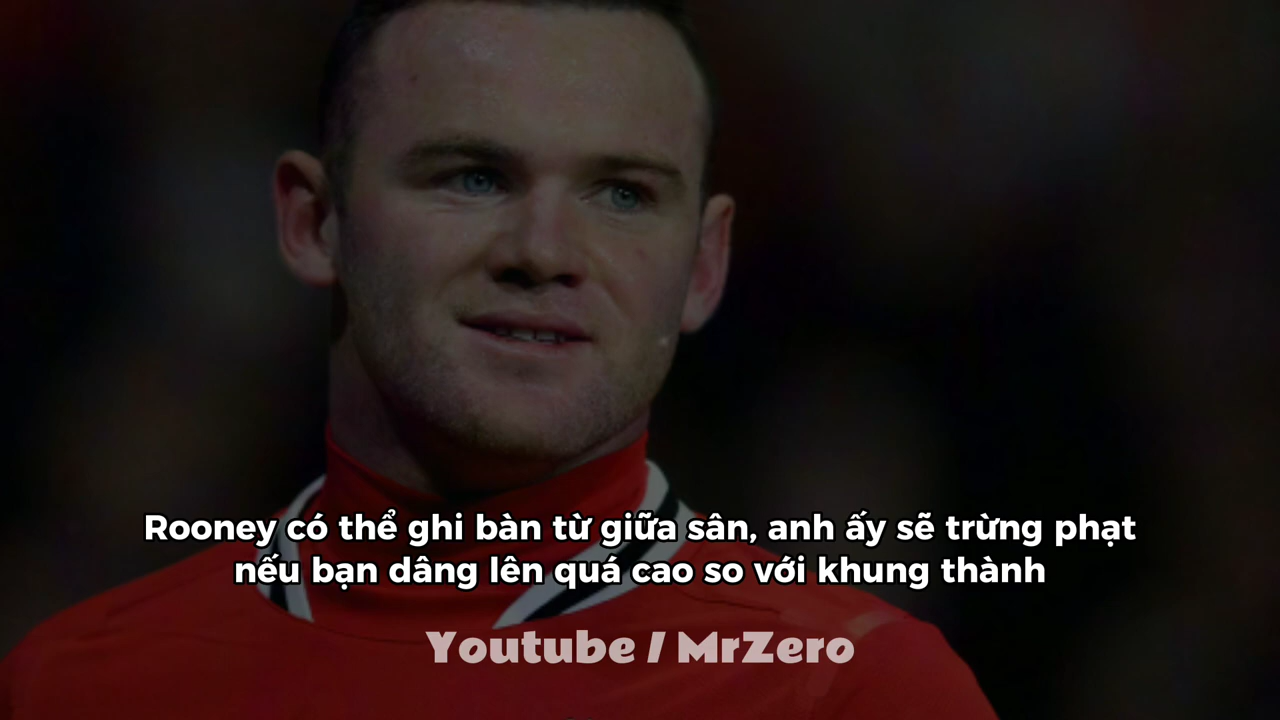 Rooney có thể ghi bàn từ giữa sân, anh ấy sẽ trừng phạt
nếu bạn dâng lên quá cao so với khung thành
Youtube / MrZero